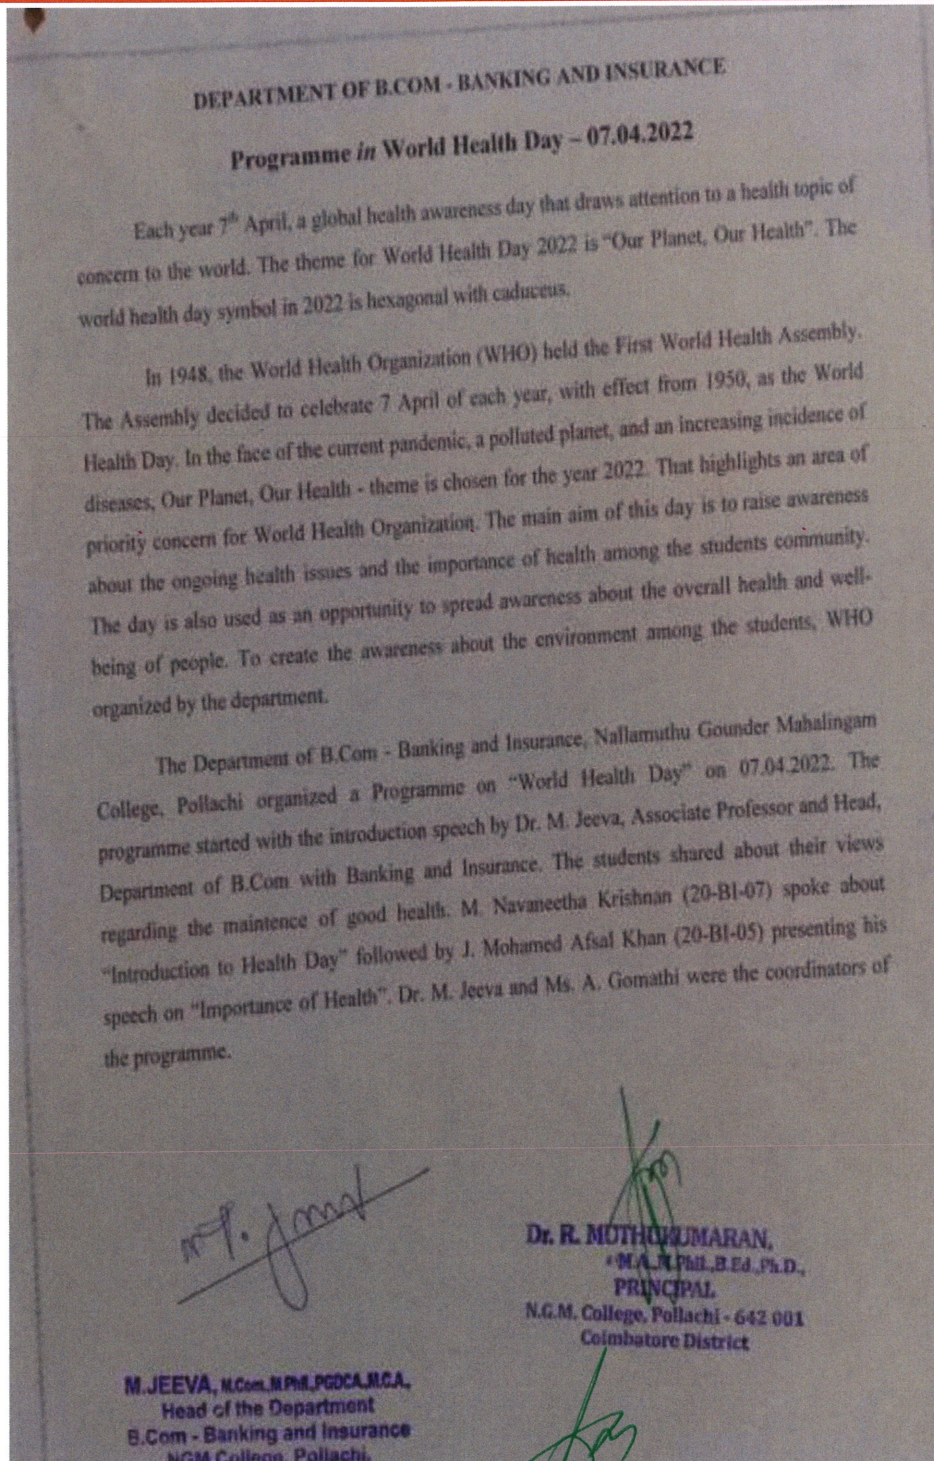 DEPARTMENT OF B.COM - BANKING AND INSURANCE
Programme in World Health Day – 07.04.2022
Each year 7th April, a global health awareness day that draws attention to a health topic of
concern to the world. The theme for World Health Day 2022 is “Our Planet, Our Health”. The
world health day symbol in 2022 is hexagonal with caduceus.
In 1948, the World Health Organization (WHO) held the First World Health Assembly.
The Assembly decided to celebrate 7 April of each year, with effect from 1950, as the World
Health Day. In the face of the current pandemic, a polluted planet, and an increasing incidence of
diseases, Our Planet, Our Health - theme is chosen for the year 2022. That highlights an area of
priority concern for World Health Organization. The main aim of this day is to raise awareness
about the ongoing health issues and the importance of health among the students community.
The day is also used as an opportunity to spread awareness about the overall health and well-
being of people. To create the awareness about the environment among the students, WHO
organized by the department.
The Department of B.Com - Banking and Insurance, Nallamuthu Gounder Mahalingam
College, Pollachi organized a Programme on “World Health Day” on 07.04.2022. The
programme started with the introduction speech by Dr. M. Jeeva, Associate Professor and Head,
Department of B.Com with Banking and Insurance. The students shared about their views
regarding the maintence of good health. M. Navaneetha Krishnan (20-BI-07) spoke about
“Introduction to Health Day” followed by J. Mohamed Afsal Khan (20-BI-05) presenting his
speech on “Importance of Health”. Dr. M. Jeeva and Ms. A. Gomathi were the coordinators of
the programme.
Dr. R. MUTHUKUMARAN,
M.A.,M.Phil.,B.Ed.,Ph.D.,
PRINCIPAL
N.G.M. College, Pollachi - 642 001
Coimbatore District
M.JEEVA, M.Com.,M.Phil.,PGDCA,M.C.A.,
Head of the Department
B.Com - Banking and Insurance
NGM College, Pollachi.